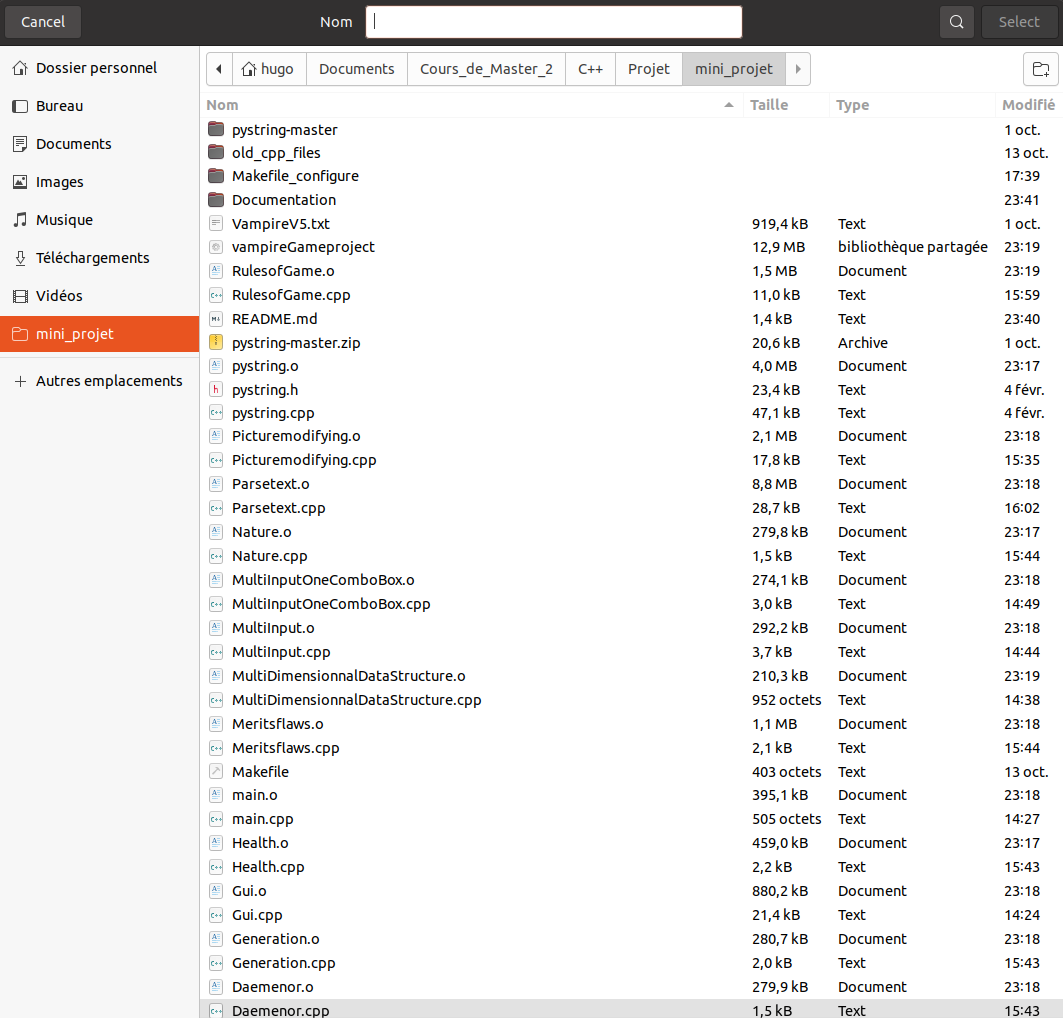 Cancel Nom Select
Dossier personnel
Bureau
Documents
Images
Musique
Téléchargements
Vidéos
mini_projet
Autres emplacements
hugo Documents Cours_de_Master_2 C++ Projet mini_projet
Nom Taille Type Modifié
pystring-master 1 oct.
old_cpp_files 13 oct.
Makefile_configure 17:39
Documentation 23:41
VampireV5.txt 919,4 kB Text 1 oct.
vampireGameproject 12,9 MB bibliothèque partagée 23:19
RulesofGame.o 1,5 MB Document 23:19
RulesofGame.cpp 11,0 kB Text 15:59
README.md 1,4 kB Text 23:40
pystring-master.zip 20,6 kB Archive 1 oct.
pystring.o 4,0 MB Document 23:17
pystring.h 23,4 kB Text 4 févr.
pystring.cpp 47,1 kB Text 4 févr.
Picturemodifying.o 2,1 MB Document 23:18
Picturemodifying.cpp 17,8 kB Text 15:35
Parsetext.o 8,8 MB Document 23:18
Parsetext.cpp 28,7 kB Text 16:02
Nature.o 279,8 kB Document 23:17
Nature.cpp 1,5 kB Text 15:44
MultiInputOneComboBox.o 274,1 kB Document 23:18
MultiInputOneComboBox.cpp 3,0 kB Text 14:49
MultiInput.o 292,2 kB Document 23:18
MultiInput.cpp 3,7 kB Text 14:44
MultiDimensionnalDataStructure.o 210,3 kB Document 23:19
MultiDimensionnalDataStructure.cpp 952 octets Text 14:38
Meritsflaws.o 1,1 MB Document 23:18
Meritsflaws.cpp 2,1 kB Text 15:44
Makefile 403 octets Text 13 oct.
main.o 395,1 kB Document 23:18
main.cpp 505 octets Text 14:27
Health.o 459,0 kB Document 23:17
Health.cpp 2,2 kB Text 15:43
Gui.o 880,2 kB Document 23:18
Gui.cpp 21,4 kB Text 14:24
Generation.o 280,7 kB Document 23:18
Generation.cpp 2,0 kB Text 15:43
Daemenor.o 279,9 kB Document 23:18
Daemenor.cpp 1,5 kB Text 15:43